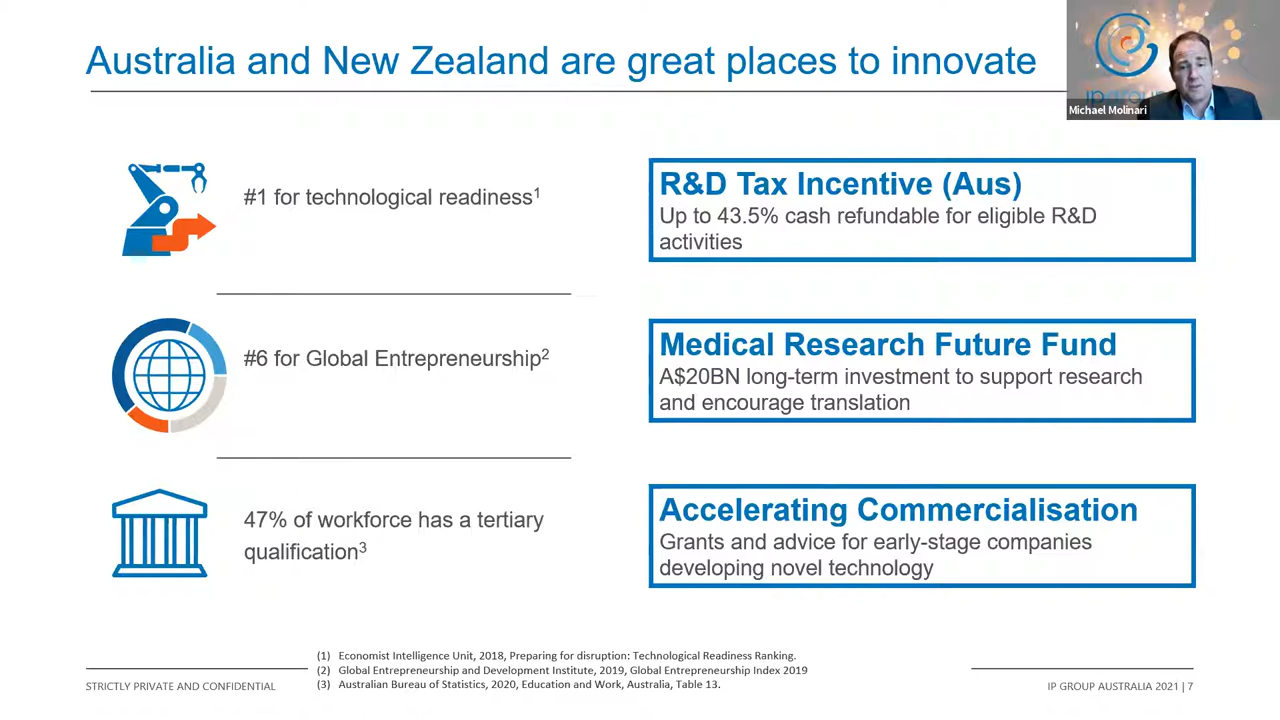 Australia and New Zealand are great places to innovate
Michael Molinari
#1 for technological readiness1
R&D Tax Incentive (Aus)
Up to 43.5% cash refundable for eligible R&D
activities
#6 for Global Entrepreneurship2
Medical Research Future Fund
A$20BN long-term investment to support research
and encourage translation
47% of workforce has a tertiary
qualification3
Accelerating Commercialisation
Grants and advice for early-stage companies
developing novel technology
(1) Economist Intelligence Unit, 2018, Preparing for disruption: Technological Readiness Ranking.
(2) Global Entrepreneurship and Development Institute, 2019, Global Entrepreneurship Index 2019
(3) Australian Bureau of Statistics, 2020, Education and Work, Australia, Table 13.
STRICTLY PRIVATE AND CONFIDENTIAL
IP GROUP AUSTRALIA 2021 | 7